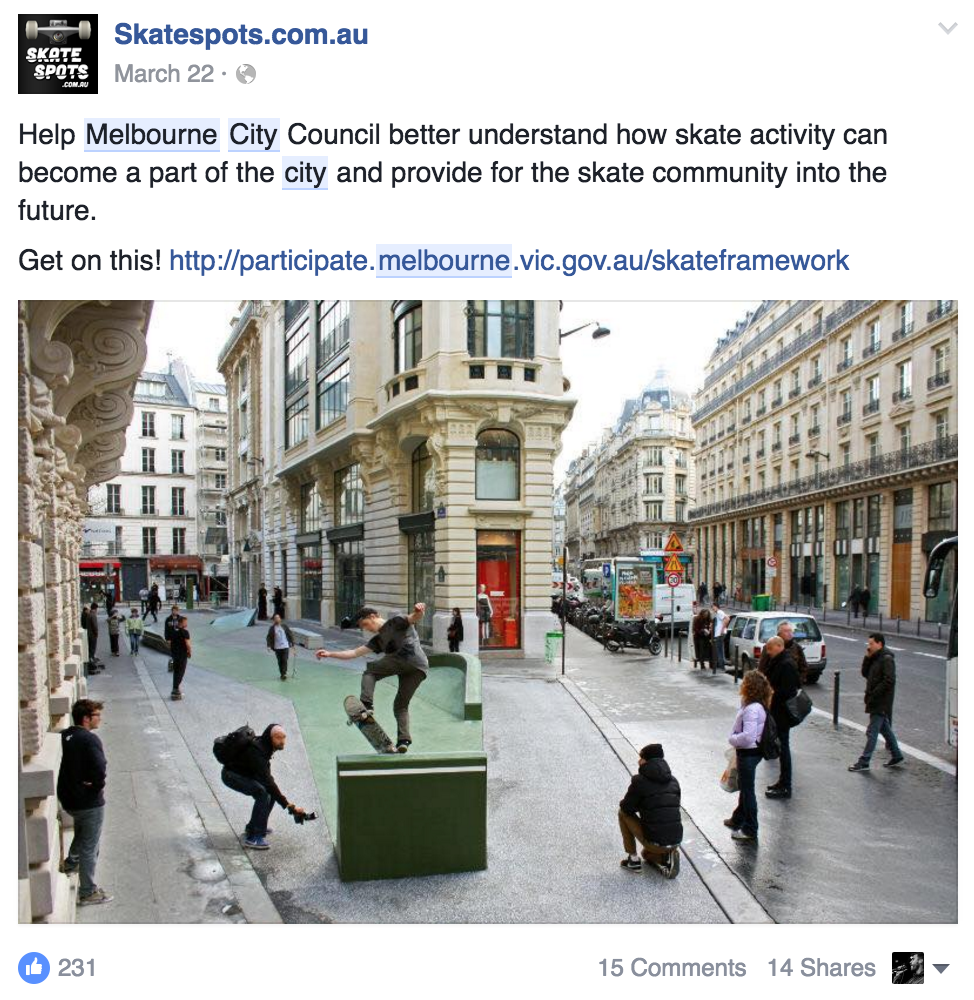 SKATE
SPOTS
.COM.AU
Skatespots.com.au
March 22 ·
Help Melbourne City Council better understand how skate activity can
become a part of the city and provide for the skate community into the
future.
Get on this! http://participate.melbourne.vic.gov.au/skateframework
231
15 Comments 14 Shares